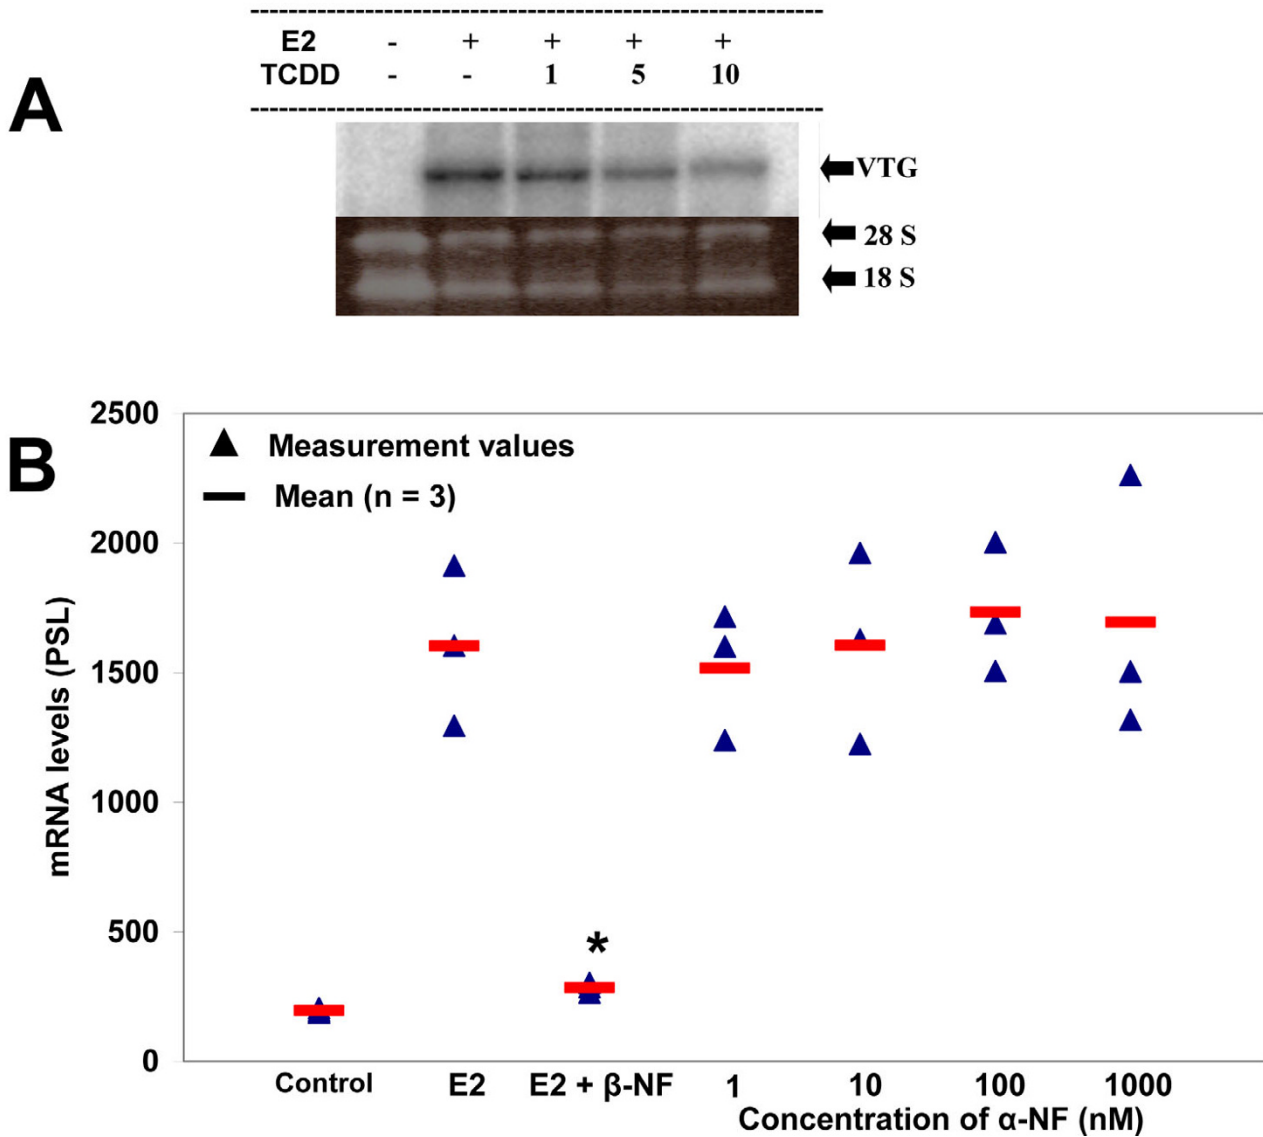 A
E2 - + + + +
TCDD - - 1 5 10
VTG
28 S
18 S
B
Measurement values
Mean (n = 3)
mRNA levels (PSL)
2500
2000
1500
1000
500
0
*
Control E2 E2 + β-NF 1 10 100 1000
Concentration of α-NF (nM)